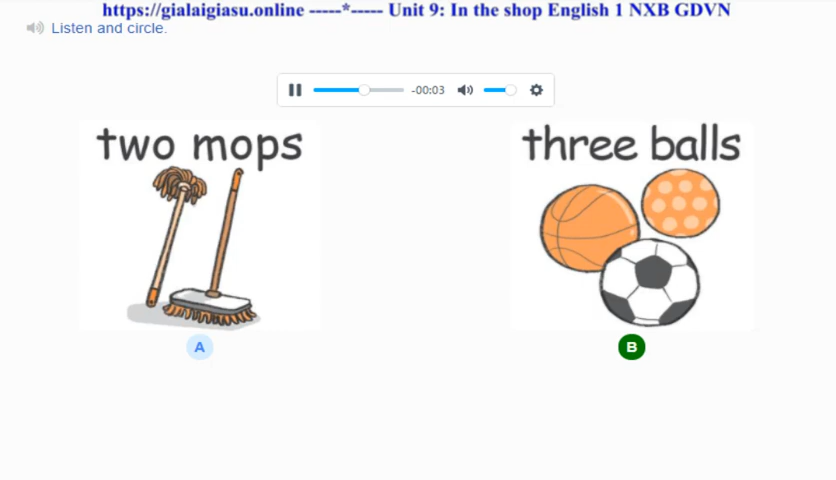 https://gialaigiasu.online -----*----- Unit 9: In the shop English 1 NXB GDVN
Listen and circle.
-00:03
two mops
three balls
A
B